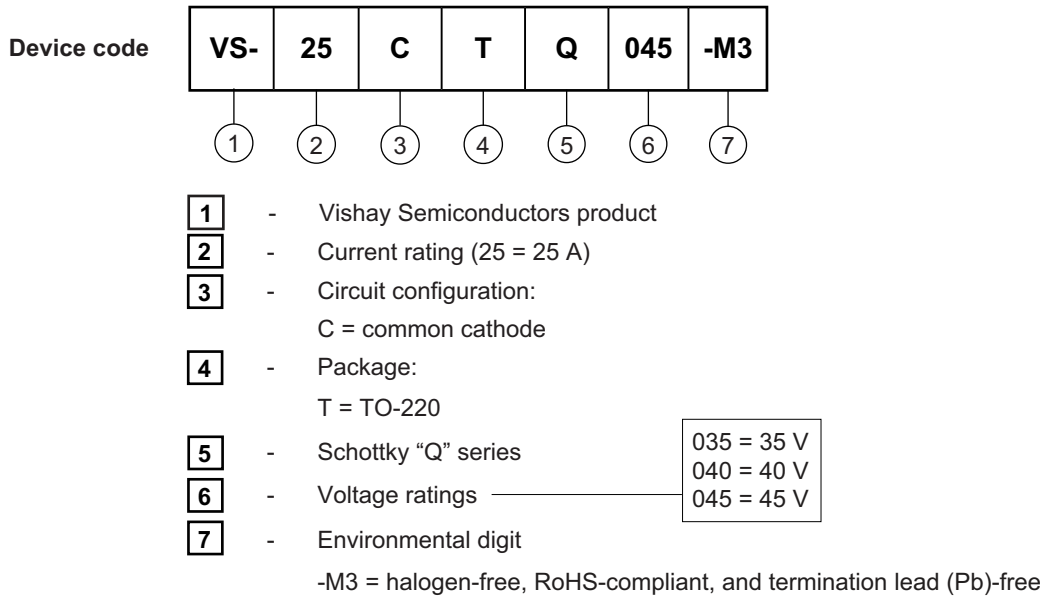 Device code VS- 25 C T Q 045 -M3
1 2 3 4 5 6 7
1 - Vishay Semiconductors product
2 - Current rating (25 = 25 A)
3 - Circuit configuration:
C = common cathode
4 - Package:
T = TO-220
5 - Schottky “Q” series
6 - Voltage ratings
035 = 35 V
040 = 40 V
045 = 45 V
7 - Environmental digit
-M3 = halogen-free, RoHS-compliant, and termination lead (Pb)-free